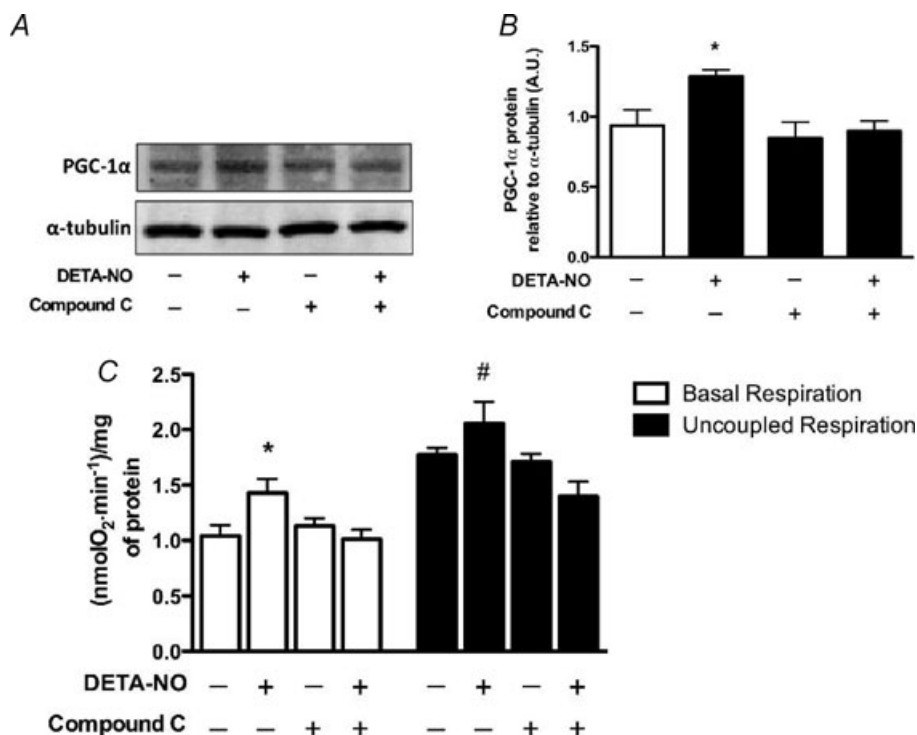 A
PGC-1α
α-tubulin
DETA-NO − + − +
Compound C − − + +
B
PGC-1α protein
relative to α-tubulin (A.U.)
1.5
1.0
0.5
0.0
*
DETA-NO − + − +
Compound C − − + +
C
(nmolO₂·min⁻¹)/mg
of protein
2.5
2.0
1.5
1.0
0.5
0.0
*
#
Basal Respiration
Uncoupled Respiration
DETA-NO − + − + − + − +
Compound C − − + + − − + +